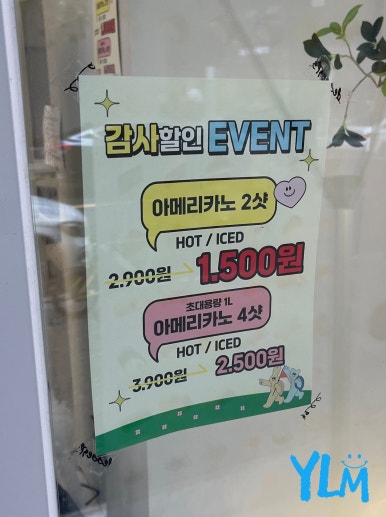 감사할인 EVENT
아메리카노 2샷
HOT / ICED
2.900원 1.500원
초대용량 1L
아메리카노 4샷
HOT / ICED
3.900원 2.500원
YLM